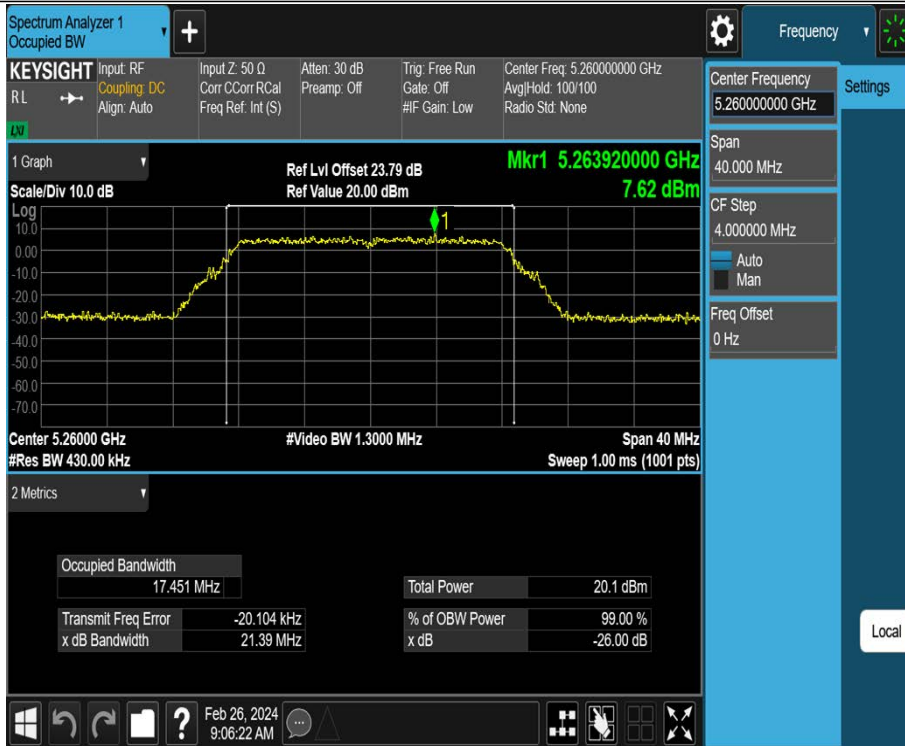 Spectrum Analyzer 1
Occupied BW
+
Frequency
KEYSIGHT
R L
LXI
Input: RF
Coupling: DC
Align: Auto
Input Z: 50 Ω
Corr CCorr RCal
Freq Ref: Int (S)
Atten: 30 dB
Preamp: Off
Trig: Free Run
Gate: Off
#IF Gain: Low
Center Freq: 5.260000000 GHz
Avg|Hold: 100/100
Radio Std: None
Center Frequency
5.260000000 GHz
Settings
Span
40.000 MHz
CF Step
4.000000 MHz
Auto
Man
Freq Offset
0 Hz
Local
1 Graph
Scale/Div 10.0 dB
Ref Lvl Offset 23.79 dB
Ref Value 20.00 dBm
Mkr1 5.263920000 GHz
7.62 dBm
Log
10.0
0.00
-10.0
-20.0
-30.0
-40.0
-50.0
-60.0
-70.0
1
Center 5.26000 GHz
#Res BW 430.00 kHz
#Video BW 1.3000 MHz
Span 40 MHz
Sweep 1.00 ms (1001 pts)
2 Metrics
Occupied Bandwidth
17.451 MHz
Transmit Freq Error -20.104 kHz
x dB Bandwidth 21.39 MHz
Total Power 20.1 dBm
% of OBW Power 99.00 %
x dB -26.00 dB
?
Feb 26, 2024
9:06:22 AM